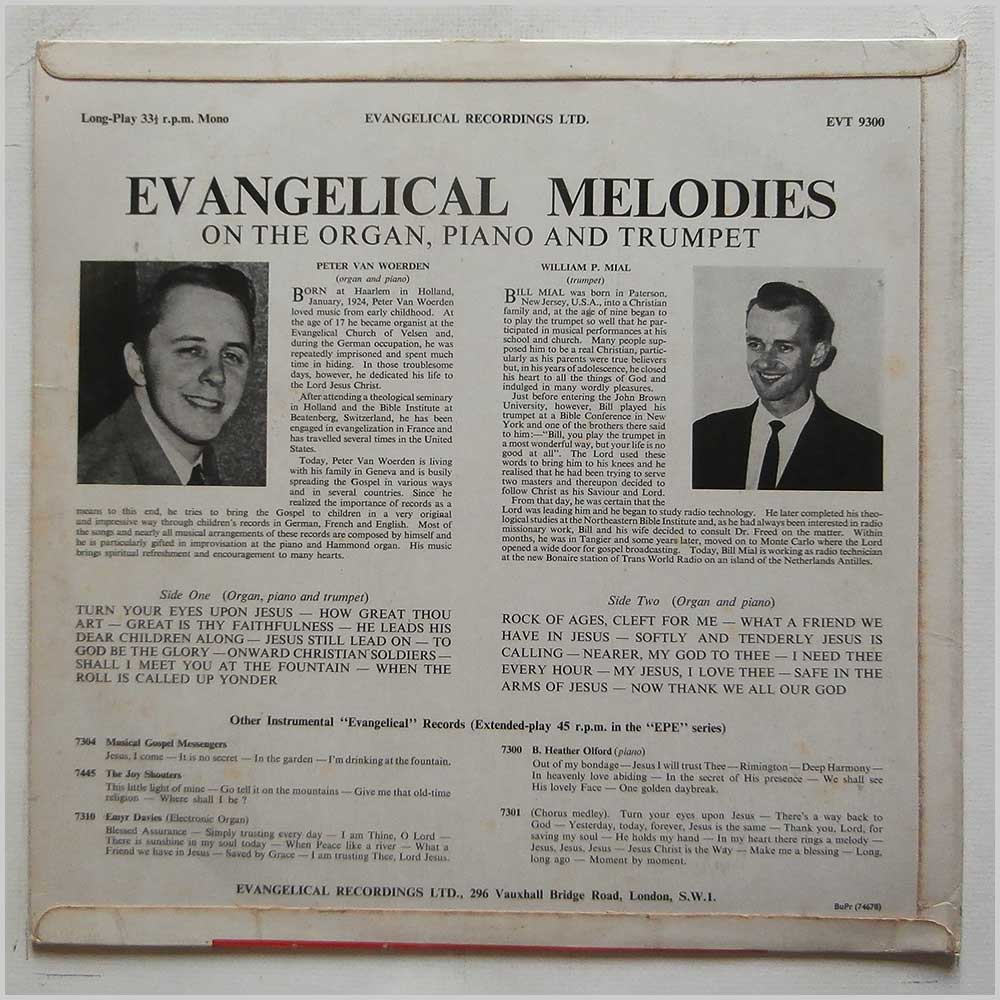 Long-Play 33⅓ r.p.m. Mono
EVANGELICAL RECORDINGS LTD.
EVT 9300
EVANGELICAL MELODIES
ON THE ORGAN, PIANO AND TRUMPET
PETER VAN WOERDEN
(organ and piano)
BORN at Haarlem in Holland,
January, 1924, Peter Van Woerden
loved music from early childhood. At
the age of 17 he became organist at the
Evangelical Church of Velsen and,
during the German occupation, he was
repeatedly imprisoned and spent much
time in hiding. In those troublesome
days, however, he dedicated his life to
the Lord Jesus Christ.
After attending a theological seminary
in Holland and the Bible Institute at
Beatenberg, Switzerland, he has been
engaged in evangelization in France and
has travelled several times in the United
States.
Today, Peter Van Woerden is living
with his family in Geneva and is busily
spreading the Gospel in various ways
and in several countries. Since he
realized the importance of records as a
means to this end, he tries to bring the Gospel to children in a very original
and impressive way through children's records in German, French and English. Most of
the songs and nearly all musical arrangements of these records are composed by himself and
he is particularly gifted in improvisation at the piano and Hammond organ. His music
brings spiritual refreshment and encouragement to many hearts.
WILLIAM P. MIAL
(trumpet)
BILL MIAL was born in Paterson,
New Jersey, U.S.A., into a Christian
family and, at the age of nine began to
to play the trumpet so well that he par-
ticipated in musical performances at his
school and church. Many people sup-
posed him to be a real Christian, partic-
ularly as his parents were true believers
but, in his years of adolescence, he closed
his heart to all the things of God and
indulged in many wordly pleasures.
Just before entering the John Brown
University, however, Bill played his
trumpet at a Bible Conference in New
York and one of the brothers there said
to him:—"Bill, you play the trumpet in
a most wonderful way, but your life is no
good at all". The Lord used these
words to bring him to his knees and he
realised that he had been trying to serve
two masters and thereupon decided to
follow Christ as his Saviour and Lord.
From that day, he was certain that the
Lord was leading him and he began to study radio technology. He later completed his theo-
logical studies at the Northeastern Bible Institute and, as he had always been interested in radio
missionary work, Bill and his wife decided to consult Dr. Freed on the matter. Within
months, he was in Tangier and some years later, moved on to Monte Carlo where the Lord
opened a wide door for gospel broadcasting. Today, Bill Mial is working as radio technician
at the new Bonaire station of Trans World Radio on an island of the Netherlands Antilles.
Side One (Organ, piano and trumpet)
TURN YOUR EYES UPON JESUS — HOW GREAT THOU
ART — GREAT IS THY FAITHFULNESS — HE LEADS HIS
DEAR CHILDREN ALONG — JESUS STILL LEAD ON — TO
GOD BE THE GLORY — ONWARD CHRISTIAN SOLDIERS —
SHALL I MEET YOU AT THE FOUNTAIN — WHEN THE
ROLL IS CALLED UP YONDER
Side Two (Organ and piano)
ROCK OF AGES, CLEFT FOR ME — WHAT A FRIEND WE
HAVE IN JESUS — SOFTLY AND TENDERLY JESUS IS
CALLING — NEARER, MY GOD TO THEE — I NEED THEE
EVERY HOUR — MY JESUS, I LOVE THEE — SAFE IN THE
ARMS OF JESUS — NOW THANK WE ALL OUR GOD
Other Instrumental "Evangelical" Records (Extended-play 45 r.p.m. in the "EPE" series)
7304 Musical Gospel Messengers
Jesus, I come — It is no secret — In the garden — I'm drinking at the fountain.
7445 The Joy Shouters
This little light of mine — Go tell it on the mountains — Give me that old-time
religion — Where shall I be ?
7310 Emyr Davies (Electronic Organ)
Blessed Assurance — Simply trusting every day — I am Thine, O Lord —
There is sunshine in my soul today — When Peace like a river — What a
Friend we have in Jesus — Saved by Grace — I am trusting Thee, Lord Jesus.
7300 B. Heather Olford (piano)
Out of my bondage — Jesus I will trust Thee — Rimington — Deep Harmony —
In heavenly love abiding — In the secret of His presence — We shall see
His lovely Face — One golden daybreak.
7301 (Chorus medley). Turn your eyes upon Jesus — There's a way back to
God — Yesterday, today, forever, Jesus is the same — Thank you, Lord, for
saving my soul — He holds my hand — In my heart there rings a melody —
Jesus, Jesus, Jesus — Jesus Christ is the Way — Make me a blessing — Long,
long ago — Moment by moment.
EVANGELICAL RECORDINGS LTD., 296 Vauxhall Bridge Road, London, S.W.1.
BuPr (74678)